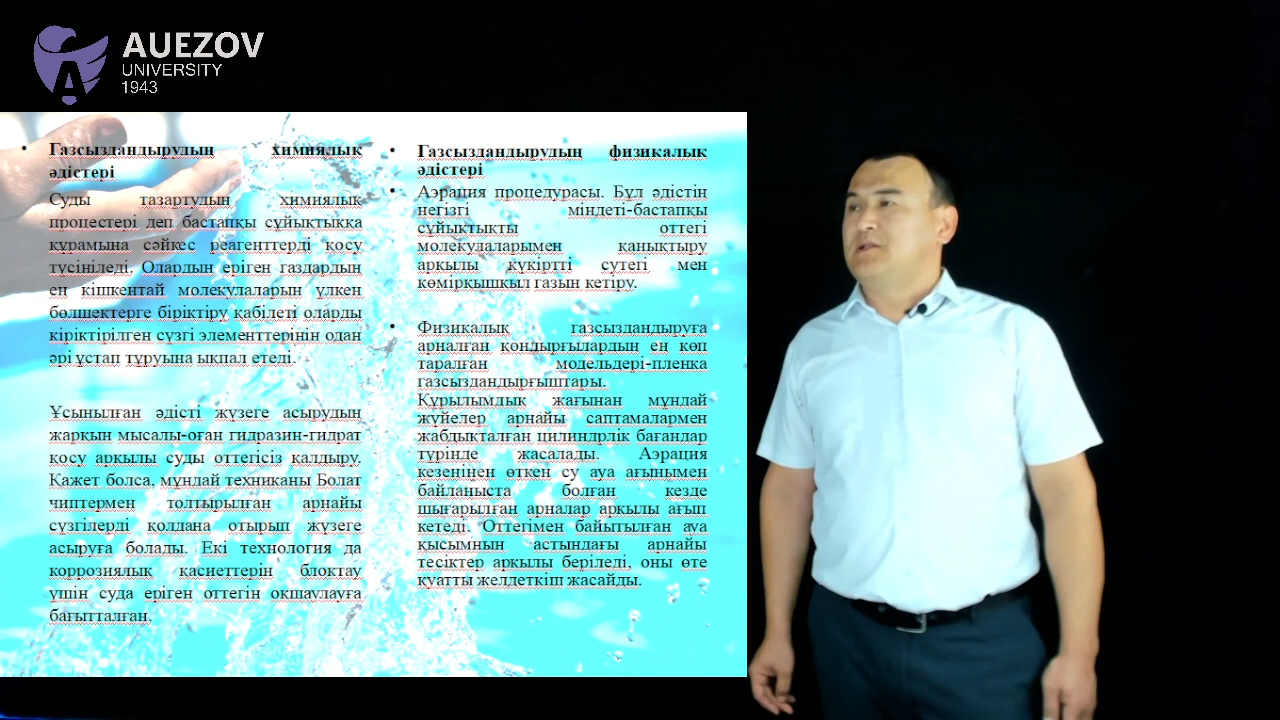 AUEZOV
UNIVERSITY
1943
• Газсыздандырудың химиялық
әдістері
Суды тазартудың химиялық
процестері деп бастапқы сұйықтыққа
құрамына сәйкес реагенттерді қосу
түсініледі. Олардың еріген газдардың
ең кішкентай молекулаларын үлкен
бөлшектерге біріктіру қабілеті оларды
кіріктірілген сүзгі элементтерінің одан
әрі ұстап тұруына ықпал етеді.
Ұсынылған әдісті жүзеге асырудың
жарқын мысалы-оған гидразин-гидрат
қосу арқылы суды оттегісіз қалдыру.
Қажет болса, мұндай техниканы Болат
чиптермен толтырылған арнайы
сүзгілерді қолдана отырып жүзеге
асыруға болады. Екі технология да
коррозиялық қасиеттерін блоктау
үшін суда еріген оттегін оқшаулауға
бағытталған.
• Газсыздандырудың физикалық
әдістері
• Аэрация процедурасы. Бұл әдістің
негізгі міндеті-бастапқы
сұйықтықты оттегі
молекулаларымен қанықтыру
арқылы күкіртті сутегі мен
көмірқышқыл газын кетіру.
• Физикалық газсыздандыруға
арналған қондырғылардың ең көп
таралған модельдері-пленка
газсыздандырғыштары.
Құрылымдық жағынан мұндай
жүйелер арнайы саптамалармен
жабдықталған цилиндрлік бағандар
түрінде жасалады. Аэрация
кезеңінен өткен су ауа ағынымен
байланыста болған кезде
шығарылған арналар арқылы ағып
кетеді. Оттегімен байытылған ауа
қысымның астындағы арнайы
тесіктер арқылы беріледі, оны өте
қуатты желдеткіш жасайды.